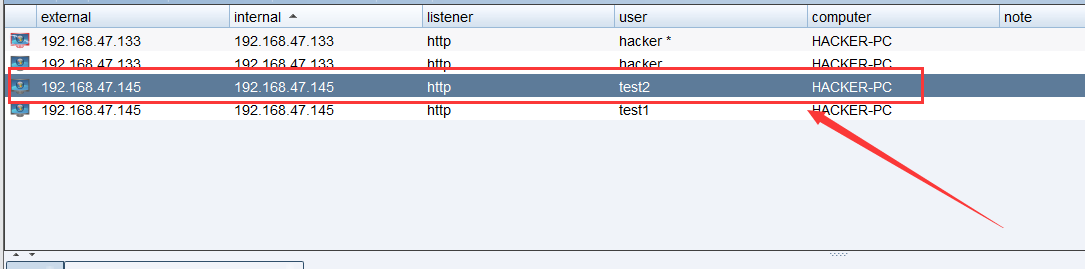 external internal listener user computer note
192.168.47.133 192.168.47.133 http hacker * HACKER-PC
192.168.47.133 192.168.47.133 http hacker HACKER-PC
192.168.47.145 192.168.47.145 http test2 HACKER-PC
192.168.47.145 192.168.47.145 http test1 HACKER-PC